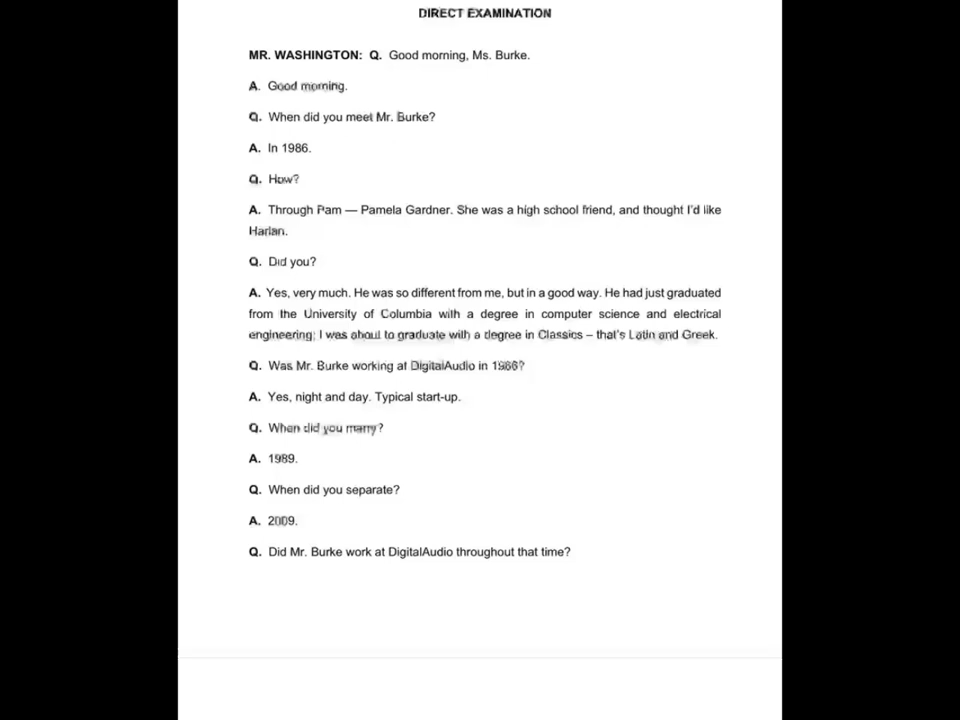 DIRECT EXAMINATION
MR. WASHINGTON: Q. Good morning, Ms. Burke.
A. Good morning.
Q. When did you meet Mr. Burke?
A. In 1986.
Q. How?
A. Through Pam — Pamela Gardner. She was a high school friend, and thought I'd like
Harlan.
Q. Did you?
A. Yes, very much. He was so different from me, but in a good way. He had just graduated
from the University of Columbia with a degree in computer science and electrical
engineering; I was about to graduate with a degree in Classics – that's Latin and Greek.
Q. Was Mr. Burke working at DigitalAudio in 1986?
A. Yes, night and day. Typical start-up.
Q. When did you marry?
A. 1989.
Q. When did you separate?
A. 2009.
Q. Did Mr. Burke work at DigitalAudio throughout that time?